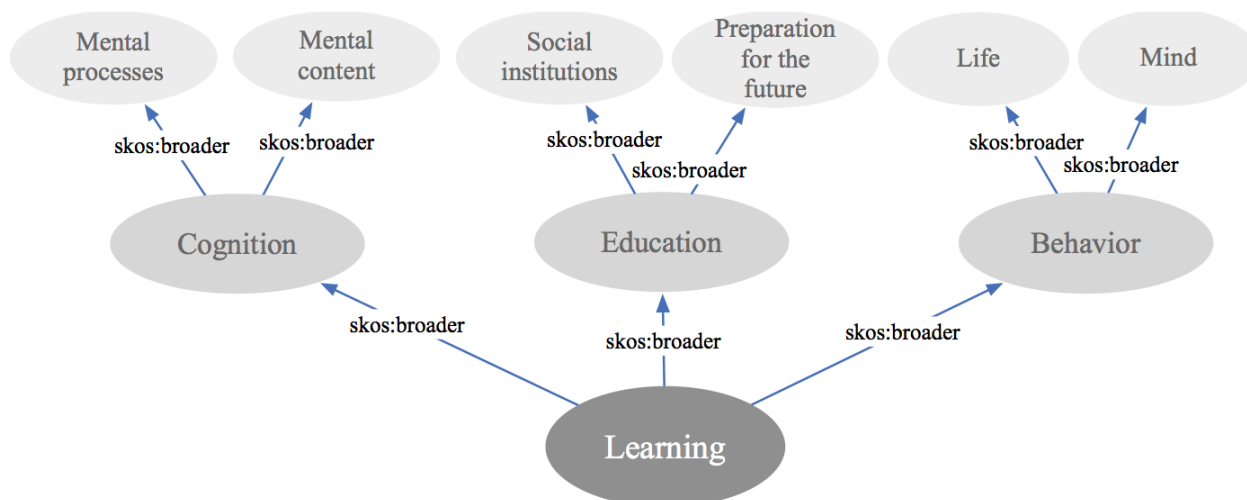 Mental
processes
Mental
content
Social
institutions
Preparation
for the
future
Life
Mind
skos:broader
skos:broader
skos:broader
skos:broader
skos:broader
skos:broader
Cognition
Education
Behavior
skos:broader
skos:broader
skos:broader
Learning